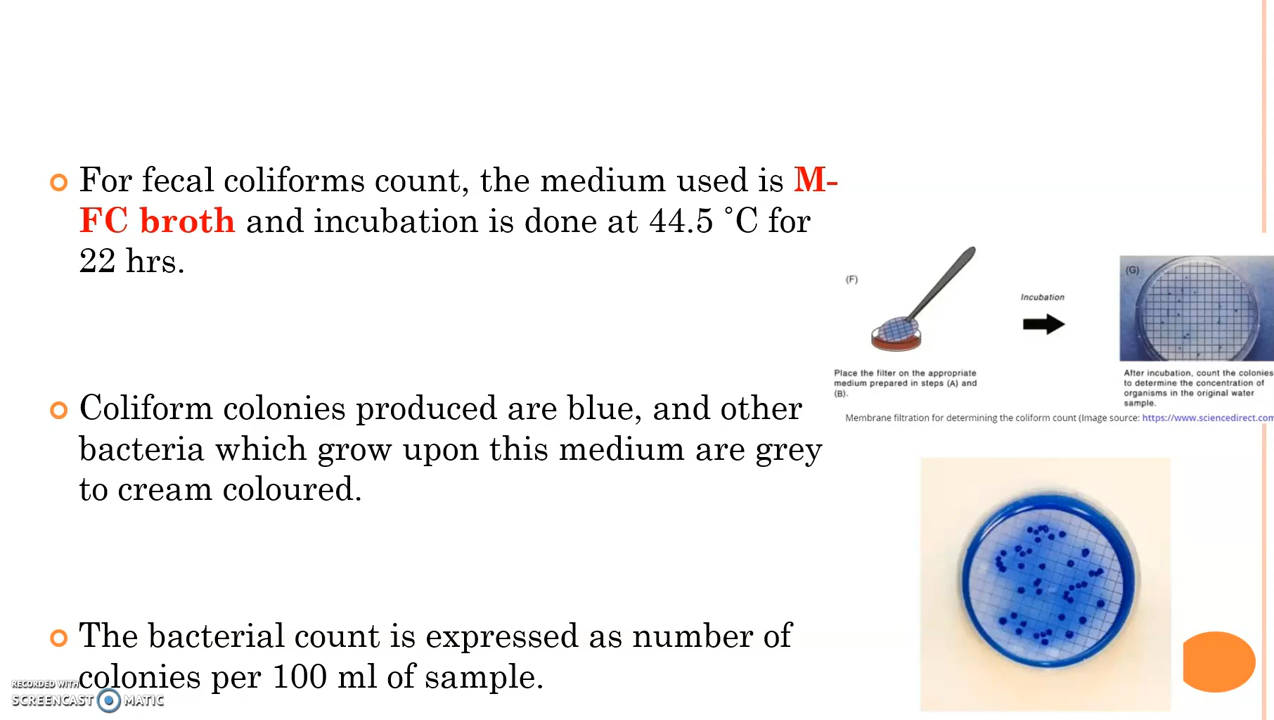 For fecal coliforms count, the medium used is M-
FC broth and incubation is done at 44.5 ˚C for
22 hrs.
(F)
Incubation
(G)
Place the filter on the appropriate
medium prepared in steps (A) and
(B).
After incubation, count the colonies
to determine the concentration of
organisms in the original water
sample.
Membrane filtration for determining the coliform count (Image source: https://www.sciencedirect.com
Coliform colonies produced are blue, and other
bacteria which grow upon this medium are grey
to cream coloured.
The bacterial count is expressed as number of
colonies per 100 ml of sample.
RECORDED WITH
SCREENCAST MATIC